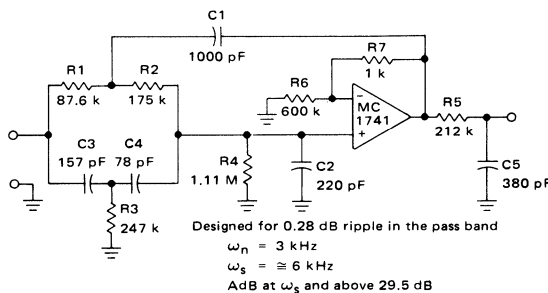 C1
1000 pF
R7
1 k
R1
87.6 k
R2
175 k
R6
600 k
−
MC
1741
+
R5
212 k
C3
157 pF
C4
78 pF
R4
1.11 M
C2
220 pF
C5
380 pF
R3
247 k
Designed for 0.28 dB ripple in the pass band
ωn = 3 kHz
ωs = ≅ 6 kHz
AdB at ωs and above 29.5 dB